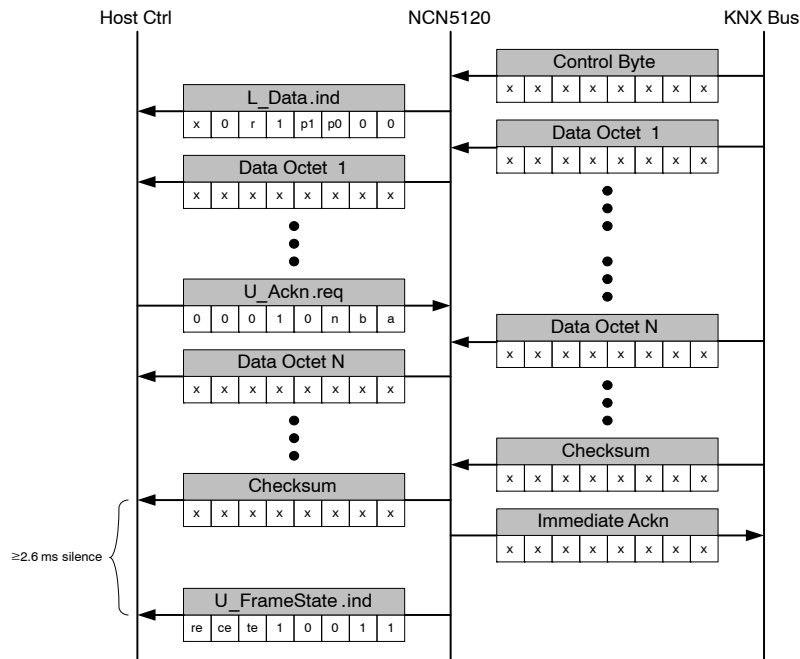 Host Ctrl NCN5120 KNX Bus
Control Byte
x x x x x x x x
L_Data.ind
x 0 r 1 p1 p0 0 0
Data Octet 1
x x x x x x x x
Data Octet 1
x x x x x x x x
U_Ackn.req
0 0 0 1 0 n b a
Data Octet N
x x x x x x x x
Data Octet N
x x x x x x x x
Checksum
x x x x x x x x
Checksum
x x x x x x x x
Immediate Ackn
x x x x x x x x
≥2.6 ms silence
U_FrameState.ind
re ce te 1 0 0 1 1